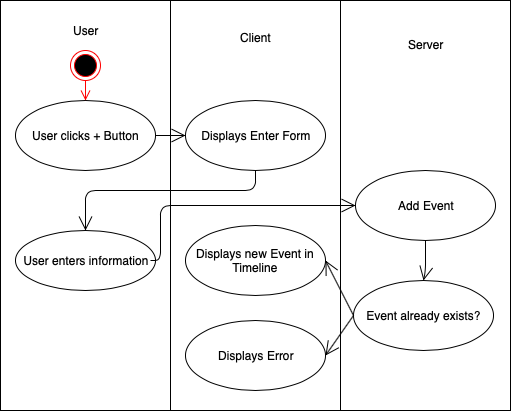 User
Client
Server
User clicks + Button
Displays Enter Form
Add Event
User enters information
Displays new Event in
Timeline
Event already exists?
Displays Error